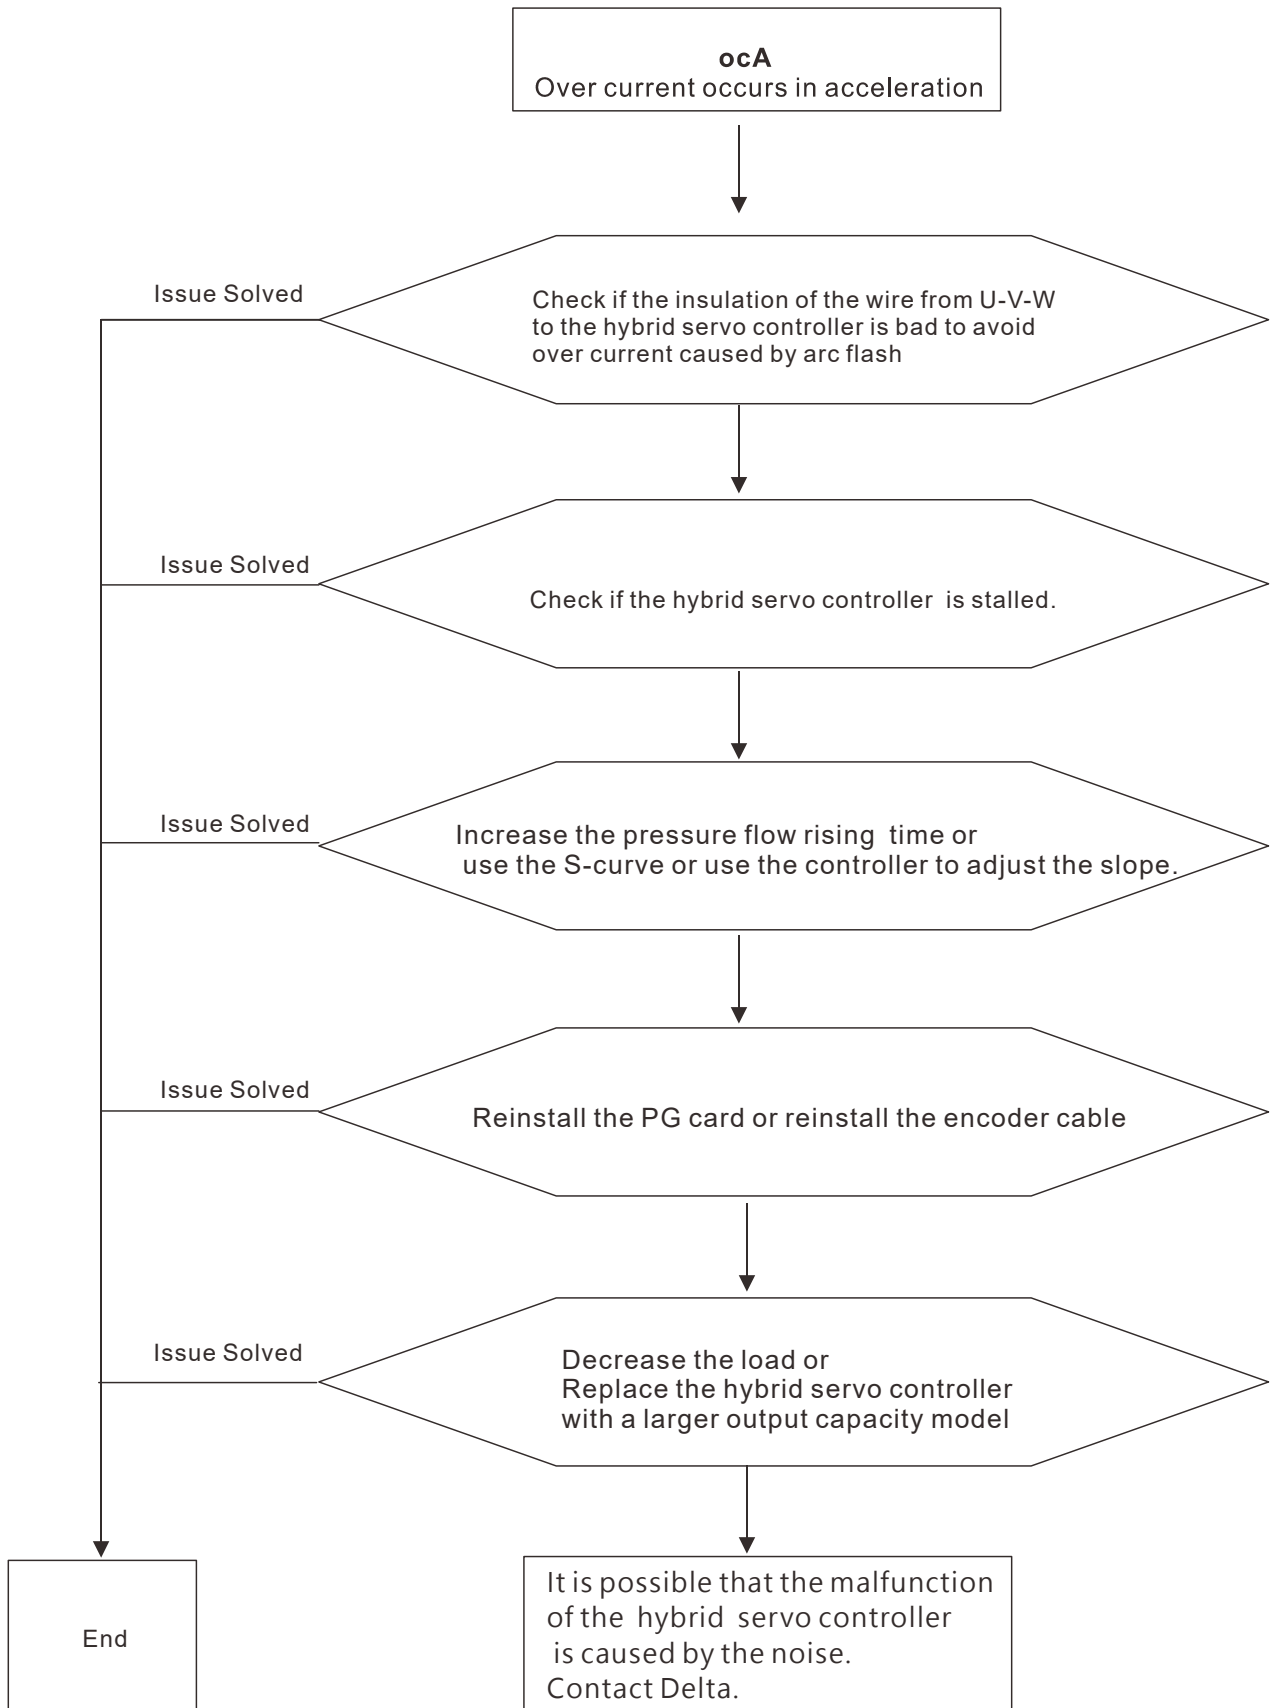 ocA
Over current occurs in acceleration
Issue Solved
Check if the insulation of the wire from U-V-W
to the hybrid servo controller is bad to avoid
over current caused by arc flash
Issue Solved
Check if the hybrid servo controller is stalled.
Issue Solved
Increase the pressure flow rising time or
use the S-curve or use the controller to adjust the slope.
Issue Solved
Reinstall the PG card or reinstall the encoder cable
Issue Solved
Decrease the load or
Replace the hybrid servo controller
with a larger output capacity model
End
It is possible that the malfunction
of the hybrid servo controller
is caused by the noise.
Contact Delta.